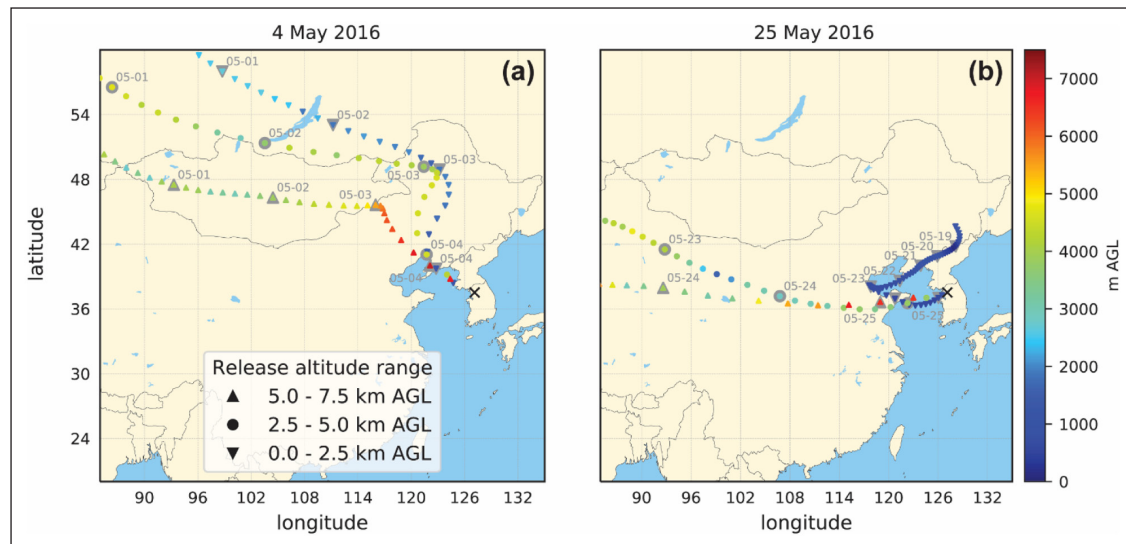 4 May 2016
25 May 2016
(a)
(b)
05-01
05-01
05-02
05-02
05-03
05-03
05-01
05-02
05-03
05-04
05-04
05-04
05-19
05-20
05-21
05-22
05-23
05-23
05-24
05-24
05-25
05-25
Release altitude range
5.0 - 7.5 km AGL
2.5 - 5.0 km AGL
0.0 - 2.5 km AGL
latitude
54
48
42
36
30
24
90 96 102 108 114 120 126 132
90 96 102 108 114 120 126 132
longitude
longitude
7000
6000
5000
4000
3000
2000
1000
0
m AGL